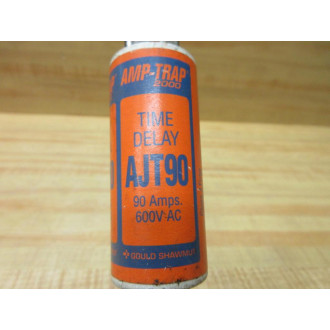 AMP-TRAP
2000
TIME
DELAY
AJT90
90 Amps.
600V AC
GOULD SHAWMUT